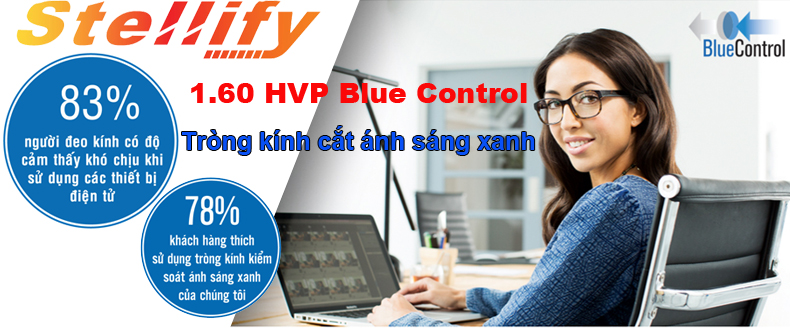 Stellify
BlueControl
1.60 HVP Blue Control
Tròng kính cắt ánh sáng xanh
83%
người đeo kính có độ
cảm thấy khó chịu khi
sử dụng các thiết bị
điện tử
78%
khách hàng thích
sử dụng tròng kính kiểm
soát ánh sáng xanh
của chúng tôi